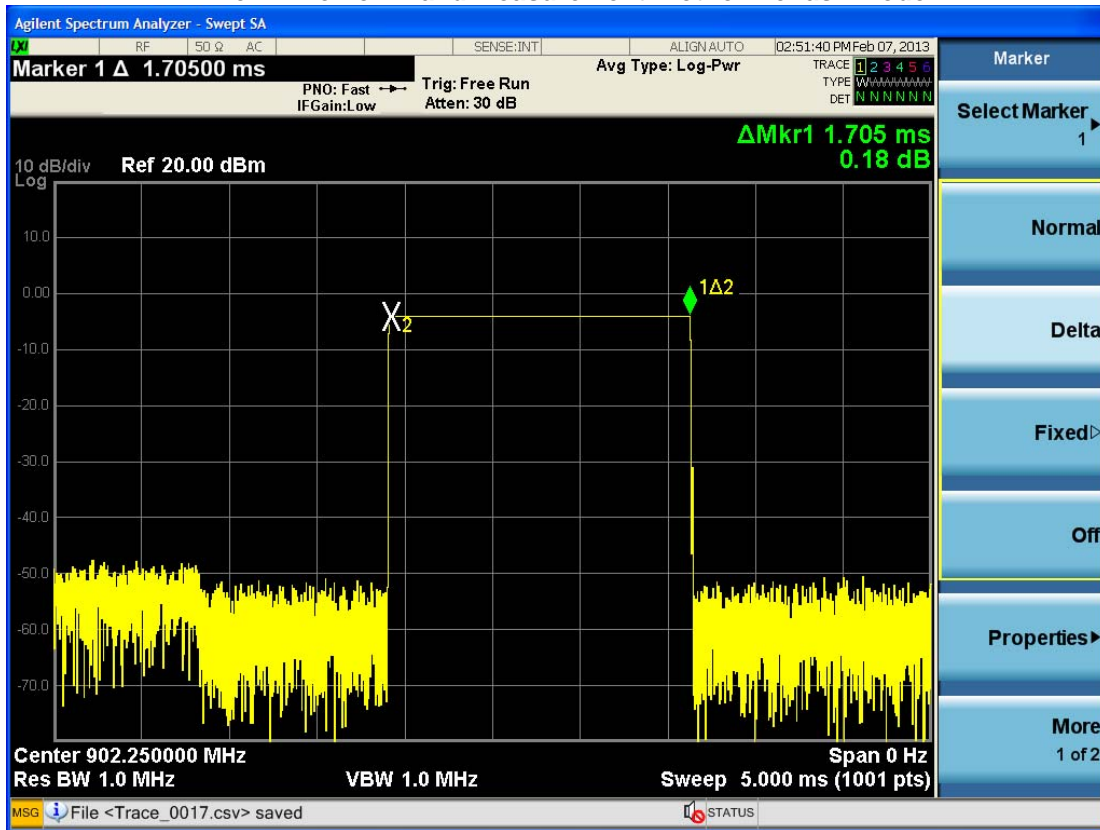 Agilent Spectrum Analyzer - Swept SA
LXI RF 50 Ω AC SENSE:INT ALIGN AUTO 02:51:40 PM Feb 07, 2013
Marker 1 Δ 1.70500 ms
PNO: Fast
IFGain:Low
Trig: Free Run
Atten: 30 dB
Avg Type: Log-Pwr
TRACE 1 2 3 4 5 6
TYPE WWWWWW
DET N N N N N N
ΔMkr1 1.705 ms
0.18 dB
10 dB/div Ref 20.00 dBm
Log
10.0
0.00
-10.0
-20.0
-30.0
-40.0
-50.0
-60.0
-70.0
X2
1Δ2
Center 902.250000 MHz Span 0 Hz
Res BW 1.0 MHz VBW 1.0 MHz Sweep 5.000 ms (1001 pts)
MSG File <Trace_0017.csv> saved STATUS
Marker
Select Marker
1
Normal
Delta
Fixed
Off
Properties
More
1 of 2